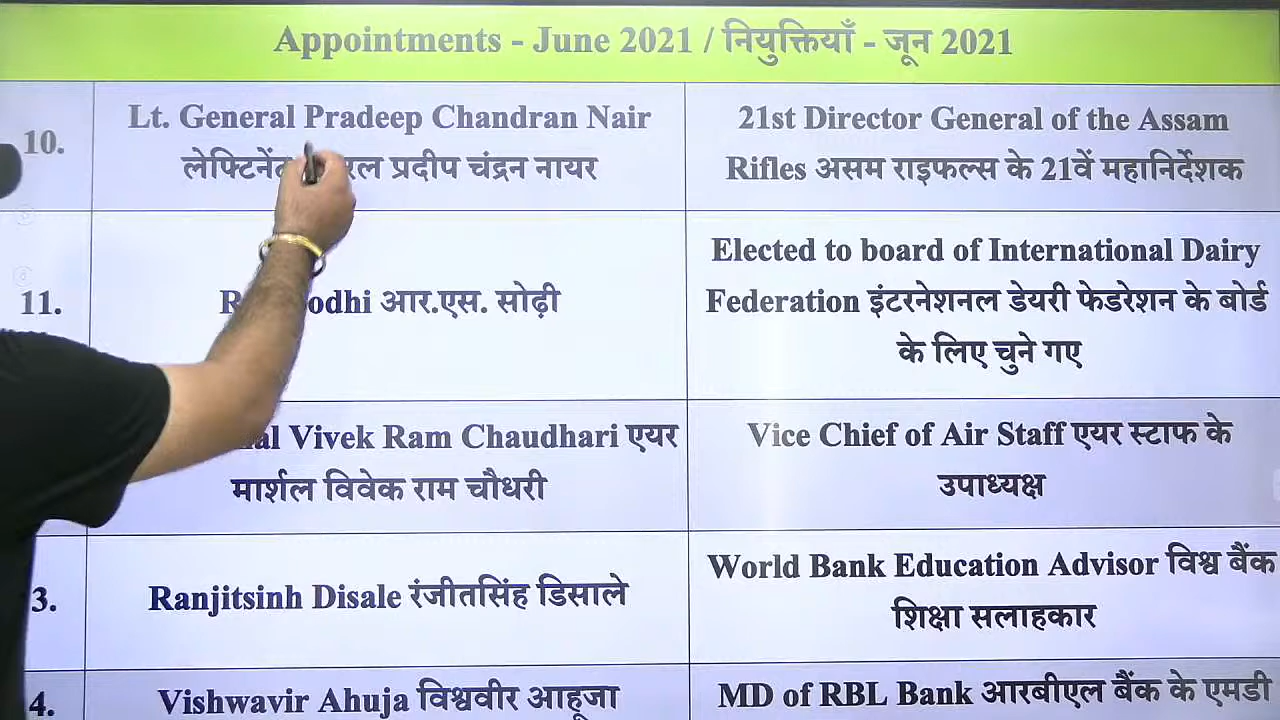 Appointments - June 2021 / नियुक्तियाँ - जून 2021
10.
Lt. General Pradeep Chandran Nair
प्रदीप चंद्रन नायर
21st Director General of the Assam
Rifles असम राइफल्स के 21वें महानिर्देशक
11.
आर.एस. सोढ़ी
Elected to board of International Dairy
Federation इंटरनेशनल डेयरी फेडरेशन के बोर्ड
के लिए चुने गए
Vivek Ram Chaudhari एयर
मार्शल विवेक राम चौधरी
Vice Chief of Air Staff एयर स्टाफ के
उपाध्यक्ष
3.
Ranjitsinh Disale रंजीतसिंह डिसाले
World Bank Education Advisor विश्व बैंक
शिक्षा सलाहकार
4.
Vishwavir Ahuja विश्ववीर आहूजा
MD of RBL Bank आरबीएल बैंक के एमडी